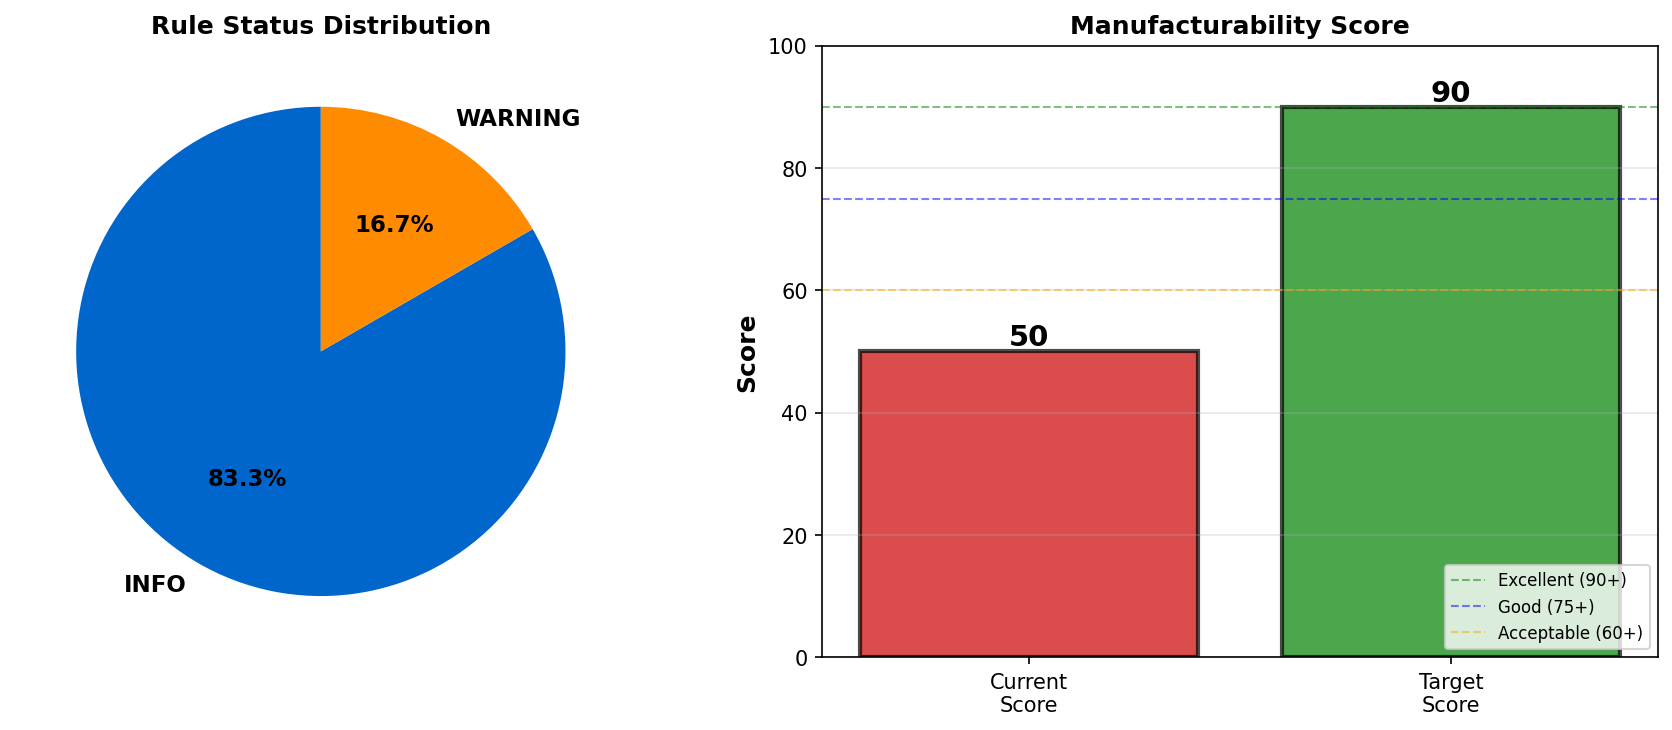 Rule Status Distribution
WARNING
16.7%
83.3%
INFO
Manufacturability Score
Score
100
80
60
40
20
0
50
90
Current
Score
Target
Score
Excellent (90+)
Good (75+)
Acceptable (60+)